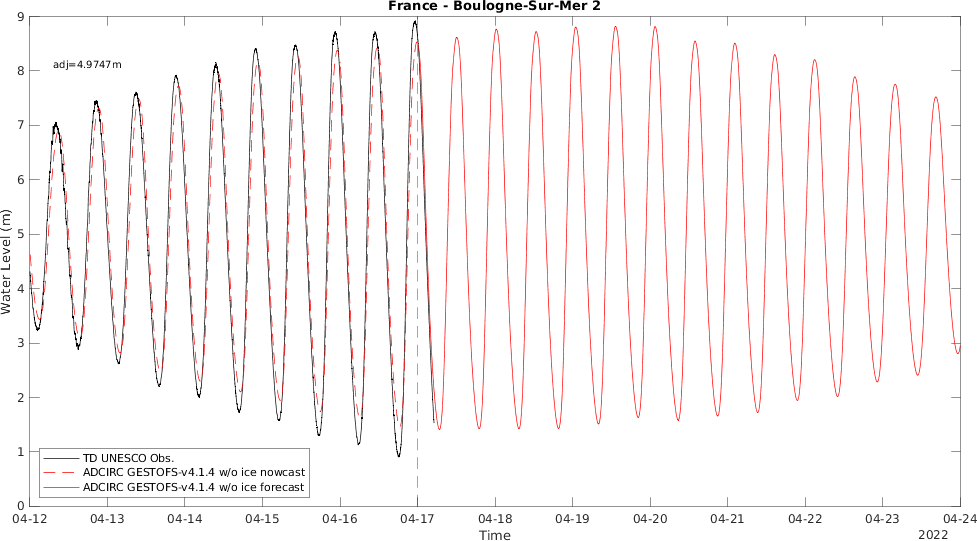 France - Boulogne-Sur-Mer 2
9
8
7
6
5
4
3
2
1
0
Water Level (m)
adj=4.9747m
TD UNESCO Obs.
ADCIRC GESTOFS-v4.1.4 w/o ice nowcast
ADCIRC GESTOFS-v4.1.4 w/o ice forecast
04-12 04-13 04-14 04-15 04-16 04-17 04-18 04-19 04-20 04-21 04-22 04-23 04-24
Time
2022